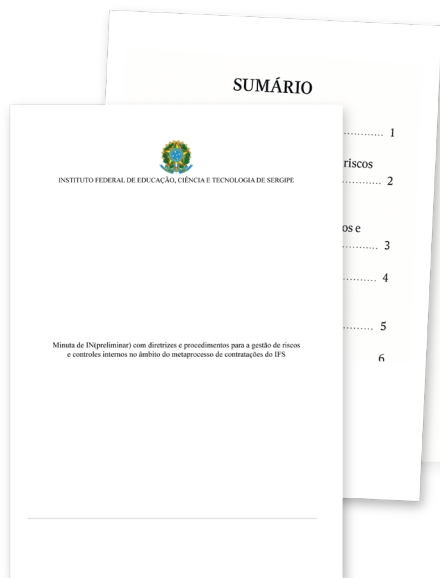 SUMÁRIO
............ 1
riscos
...... 2
os e
........... 3
............ 4
........... 5
6
INSTITUTO FEDERAL DE EDUCAÇÃO, CIÊNCIA E TECNOLOGIA DE SERGIPE
Minuta de IN(preliminar) com diretrizes e procedimentos para a gestão de riscos
e controles internos no âmbito do metaprocesso de contratações do IFS